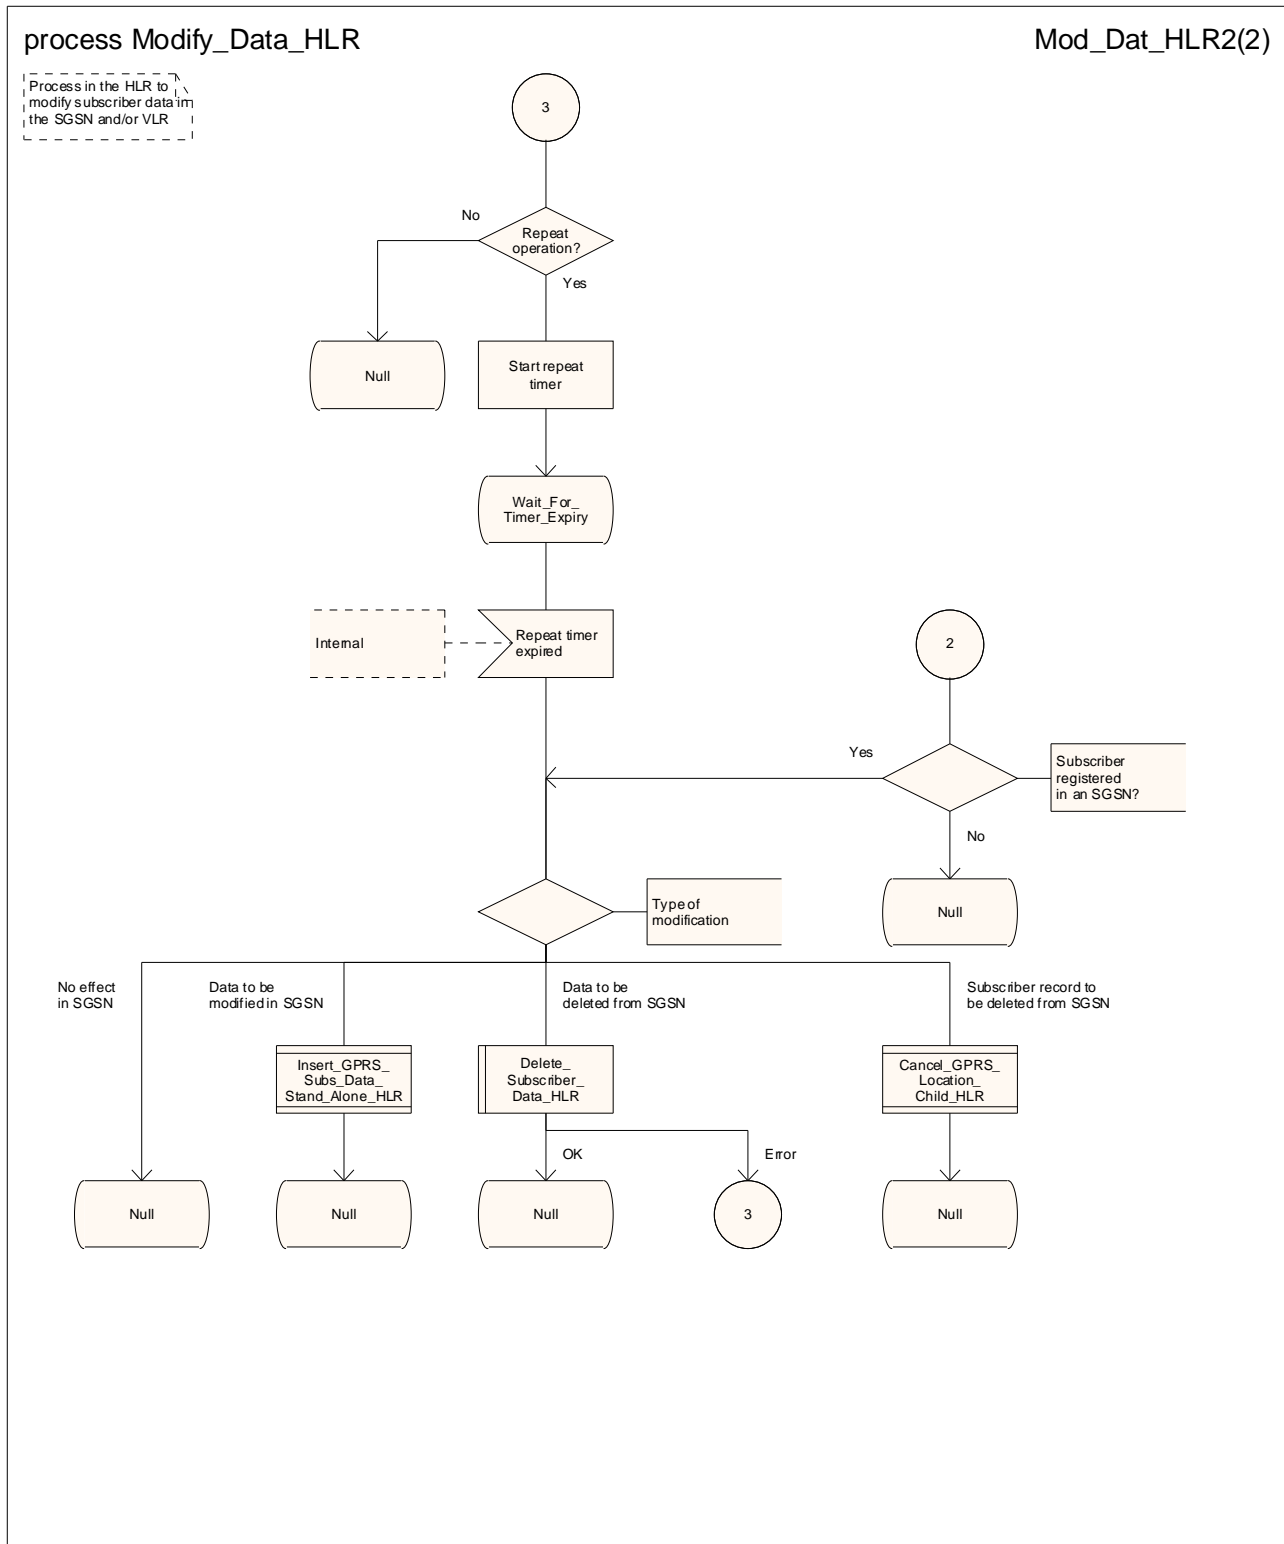 process Modify_Data_HLR
Mod_Dat_HLR2(2)
Process in the HLR to
modify subscriber data in
the SGSN and/or VLR
3
No
Repeat
operation?
Yes
Null
Start repeat
timer
Wait_For_
Timer_Expiry
Internal
Repeat timer
expired
2
Yes
Subscriber
registered
in an SGSN?
No
Type of
modification
Null
No effect
in SGSN
Data to be
modified in SGSN
Data to be
deleted from SGSN
Subscriber record to
be deleted from SGSN
Insert_GPRS_
Subs_Data_
Stand_Alone_HLR
Delete_
Subscriber_
Data_HLR
Cancel_GPRS_
Location_
Child_HLR
OK
Error
Null
Null
Null
3
Null